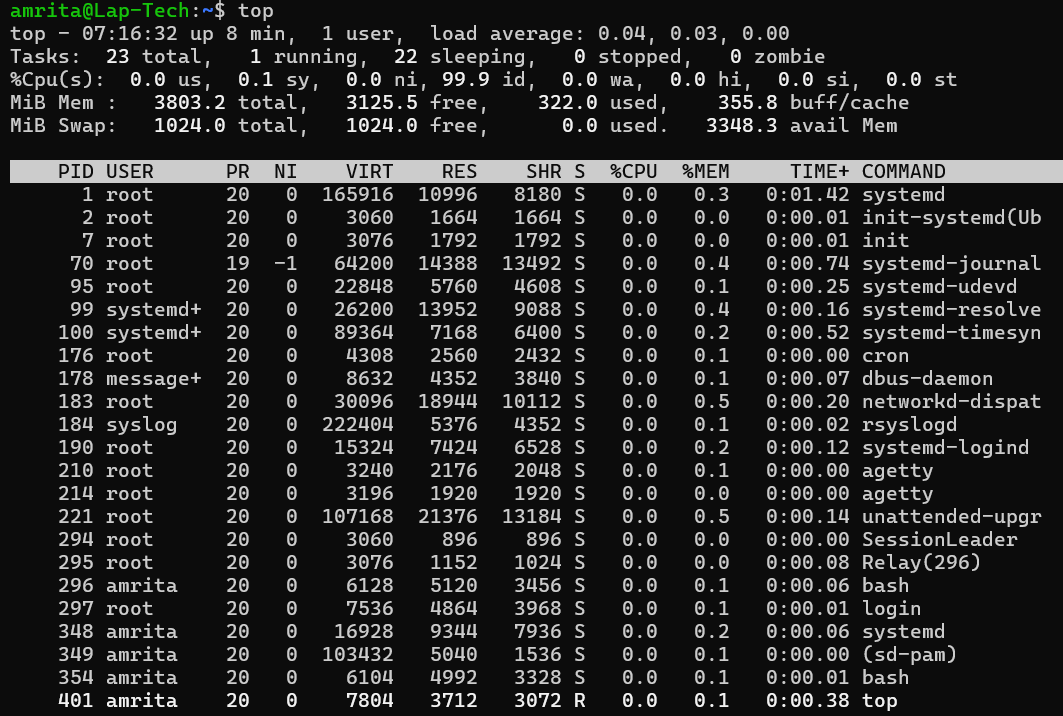 amrita@Lap-Tech:~$ top
top - 07:16:32 up 8 min,  1 user,  load average: 0.04, 0.03, 0.00
Tasks:  23 total,   1 running,  22 sleeping,   0 stopped,   0 zombie
%Cpu(s):  0.0 us,  0.1 sy,  0.0 ni, 99.9 id,  0.0 wa,  0.0 hi,  0.0 si,  0.0 st
MiB Mem :   3803.2 total,   3125.5 free,    322.0 used,    355.8 buff/cache
MiB Swap:   1024.0 total,   1024.0 free,      0.0 used.   3348.3 avail Mem
    PID USER      PR  NI    VIRT    RES    SHR S  %CPU  %MEM     TIME+ COMMAND
      1 root      20   0  165916  10996   8180 S   0.0   0.3   0:01.42 systemd
      2 root      20   0    3060   1664   1664 S   0.0   0.0   0:00.01 init-systemd(Ub
      7 root      20   0    3076   1792   1792 S   0.0   0.0   0:00.01 init
     70 root      19  -1   64200  14388  13492 S   0.0   0.4   0:00.74 systemd-journal
     95 root      20   0   22848   5760   4608 S   0.0   0.1   0:00.25 systemd-udevd
     99 systemd+  20   0   26200  13952   9088 S   0.0   0.4   0:00.16 systemd-resolve
    100 systemd+  20   0   89364   7168   6400 S   0.0   0.2   0:00.52 systemd-timesyn
    176 root      20   0    4308   2560   2432 S   0.0   0.1   0:00.00 cron
    178 message+  20   0    8632   4352   3840 S   0.0   0.1   0:00.07 dbus-daemon
    183 root      20   0   30096  18944  10112 S   0.0   0.5   0:00.20 networkd-dispat
    184 syslog    20   0  222404   5376   4352 S   0.0   0.1   0:00.02 rsyslogd
    190 root      20   0   15324   7424   6528 S   0.0   0.2   0:00.12 systemd-logind
    210 root      20   0    3240   2176   2048 S   0.0   0.1   0:00.00 agetty
    214 root      20   0    3196   1920   1920 S   0.0   0.0   0:00.00 agetty
    221 root      20   0  107168  21376  13184 S   0.0   0.5   0:00.14 unattended-upgr
    294 root      20   0    3060    896    896 S   0.0   0.0   0:00.00 SessionLeader
    295 root      20   0    3076   1152   1024 S   0.0   0.0   0:00.08 Relay(296)
    296 amrita    20   0    6128   5120   3456 S   0.0   0.1   0:00.06 bash
    297 root      20   0    7536   4864   3968 S   0.0   0.1   0:00.01 login
    348 amrita    20   0   16928   9344   7936 S   0.0   0.2   0:00.06 systemd
    349 amrita    20   0  103432   5040   1536 S   0.0   0.1   0:00.00 (sd-pam)
    354 amrita    20   0    6104   4992   3328 S   0.0   0.1   0:00.01 bash
    401 amrita    20   0    7804   3712   3072 R   0.0   0.1   0:00.38 top